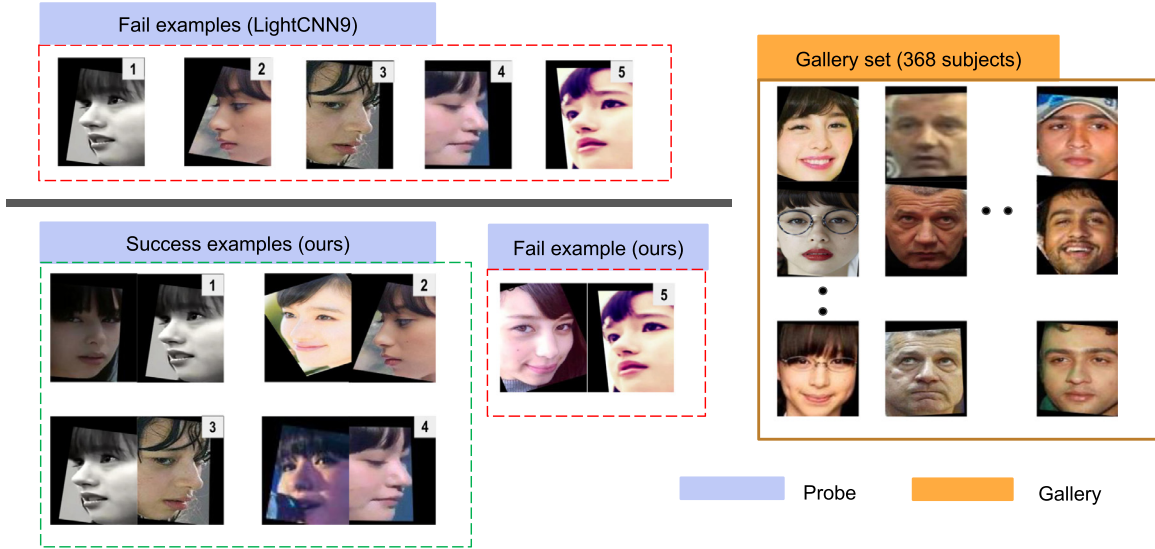 Fail examples (LightCNN9)
1
2
3
4
5
Gallery set (368 subjects)
Success examples (ours)
1
2
3
4
Fail example (ours)
5
Probe
Gallery